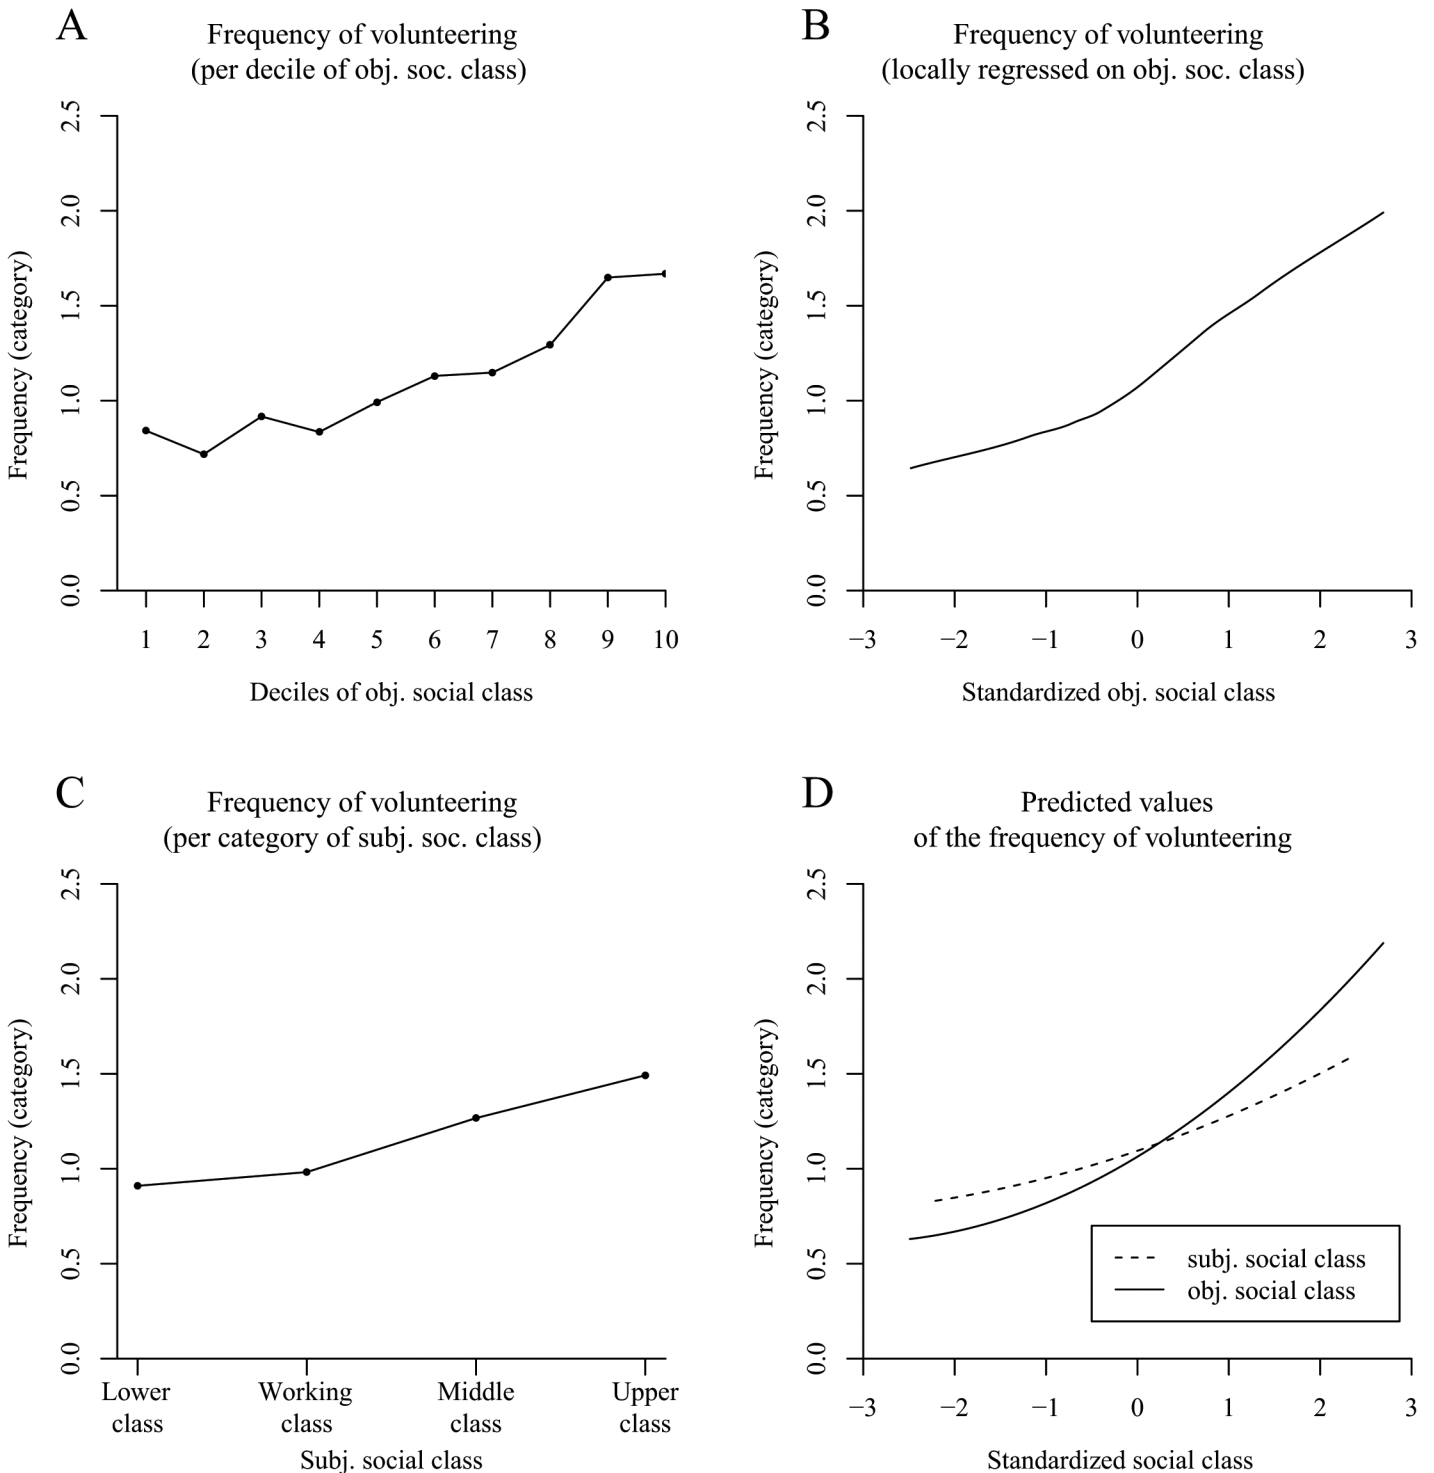 A
Frequency of volunteering
(per decile of obj. soc. class)
Frequency (category)
2.5
2.0
1.5
1.0
0.5
0.0
1 2 3 4 5 6 7 8 9 10
Deciles of obj. social class
B
Frequency of volunteering
(locally regressed on obj. soc. class)
Frequency (category)
2.5
2.0
1.5
1.0
0.5
0.0
−3 −2 −1 0 1 2 3
Standardized obj. social class
C
Frequency of volunteering
(per category of subj. soc. class)
Frequency (category)
2.5
2.0
1.5
1.0
0.5
0.0
Lower Working Middle Upper
class class class class
Subj. social class
D
Predicted values
of the frequency of volunteering
Frequency (category)
2.5
2.0
1.5
1.0
0.5
0.0
subj. social class
obj. social class
−3 −2 −1 0 1 2 3
Standardized social class